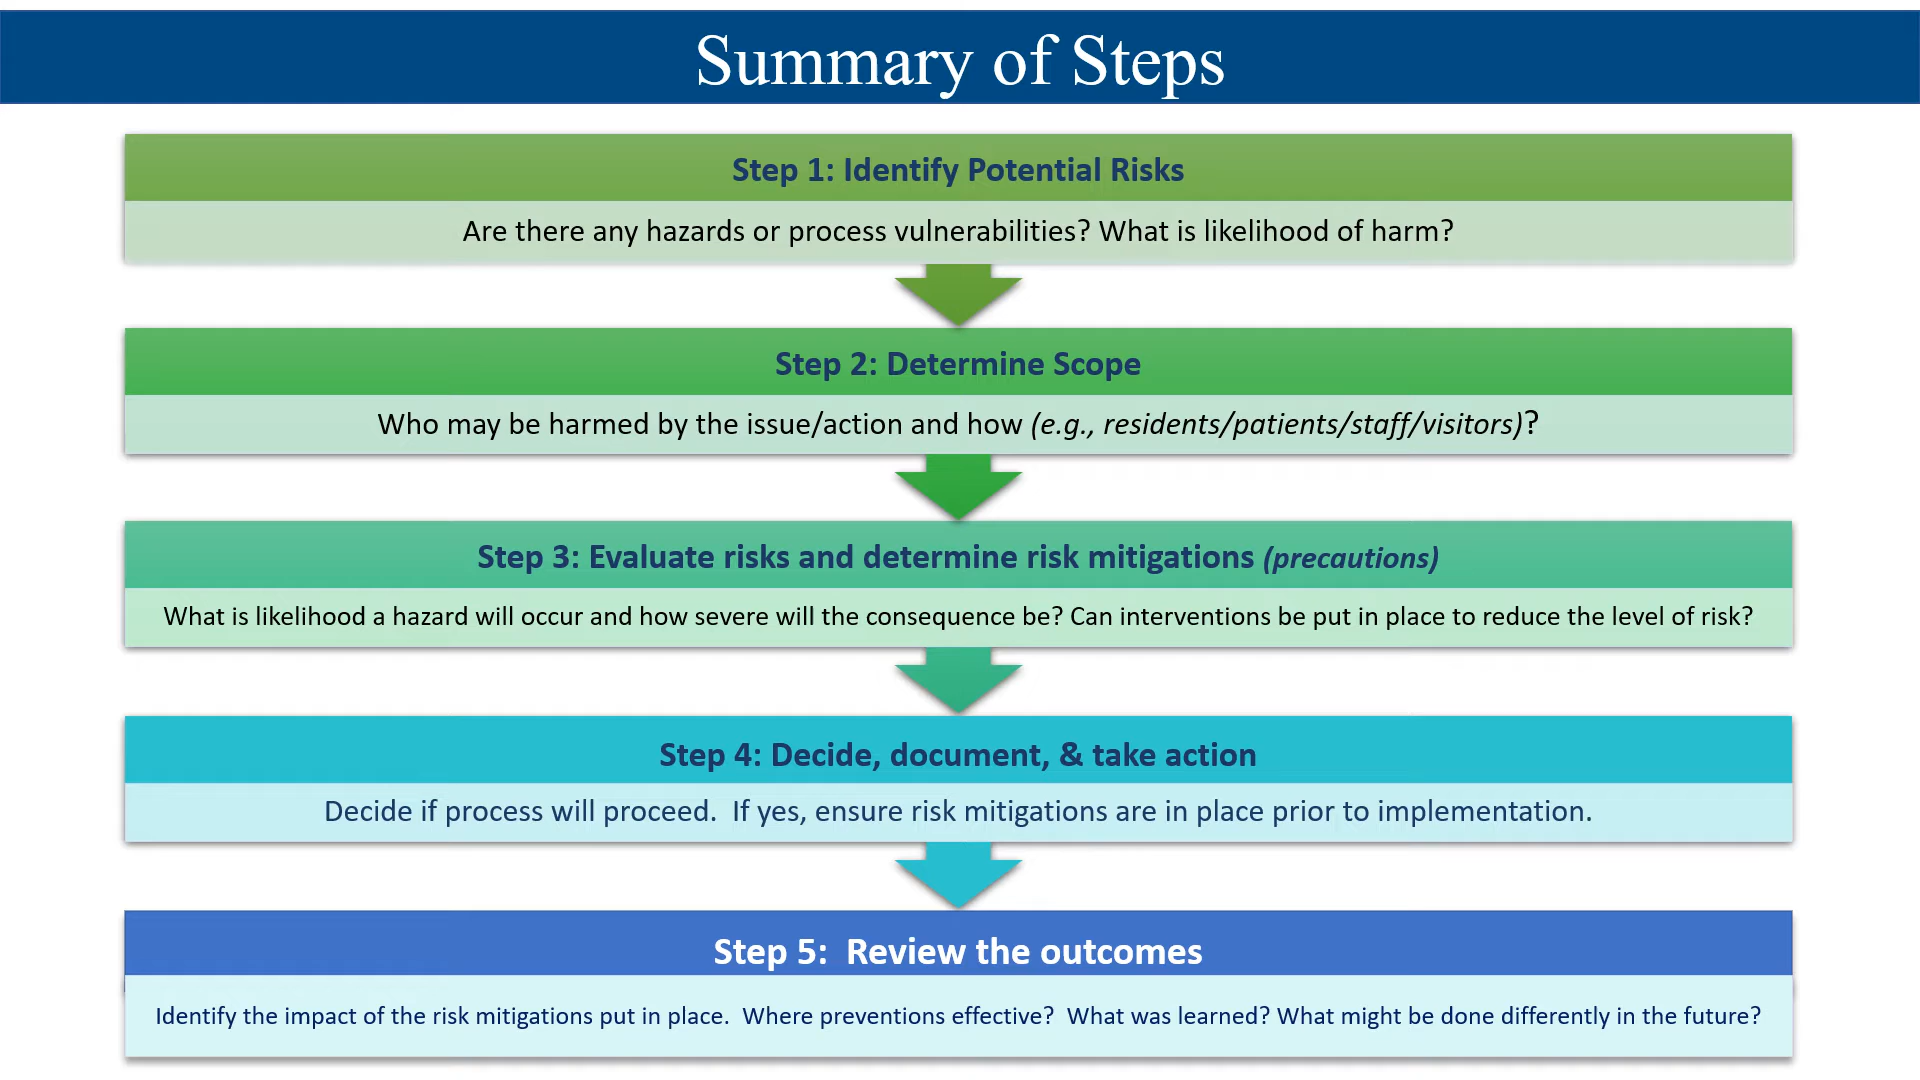 Summary of Steps
Step 1: Identify Potential Risks
Are there any hazards or process vulnerabilities? What is likelihood of harm?
Step 2: Determine Scope
Who may be harmed by the issue/action and how (e.g., residents/patients/staff/visitors)?
Step 3: Evaluate risks and determine risk mitigations (precautions)
What is likelihood a hazard will occur and how severe will the consequence be? Can interventions be put in place to reduce the level of risk?
Step 4: Decide, document, & take action
Decide if process will proceed.  If yes, ensure risk mitigations are in place prior to implementation.
Step 5:  Review the outcomes
Identify the impact of the risk mitigations put in place.  Where preventions effective?  What was learned? What might be done differently in the future?